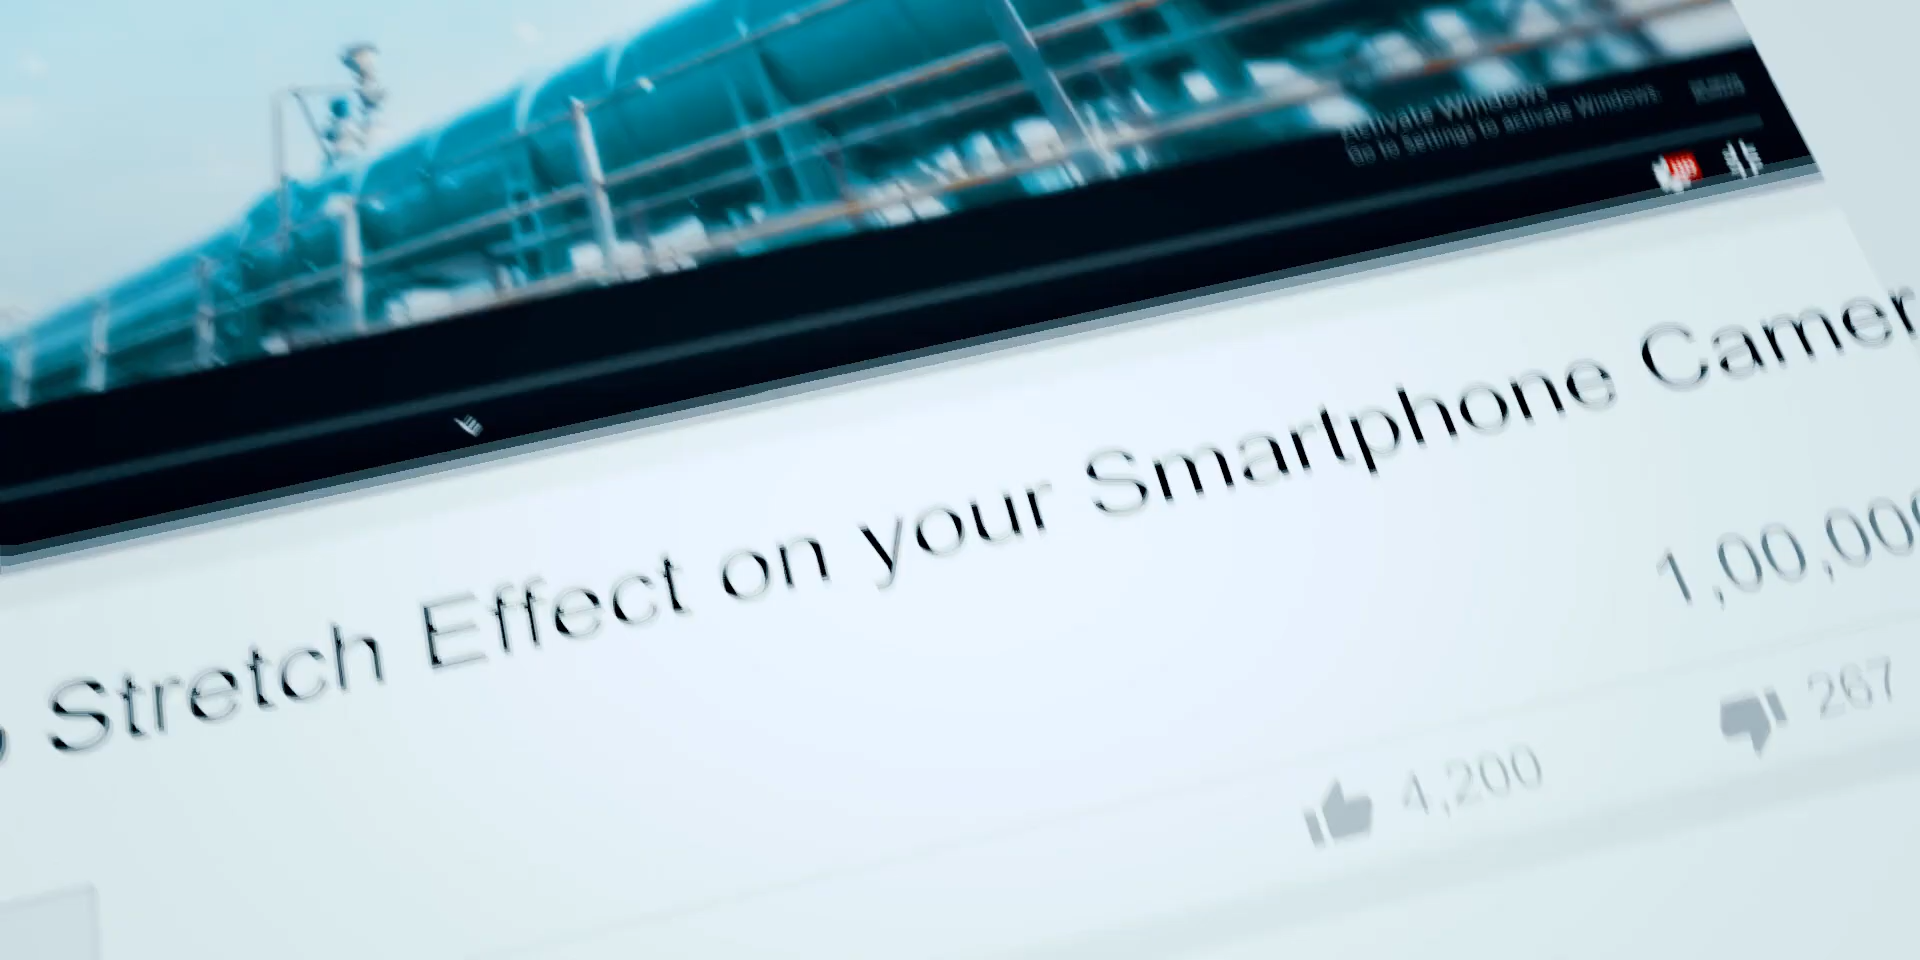 Activate Windows
Go to Settings to activate Windows.
Stretch Effect on your Smartphone Camer
1,00,00
4,200
267